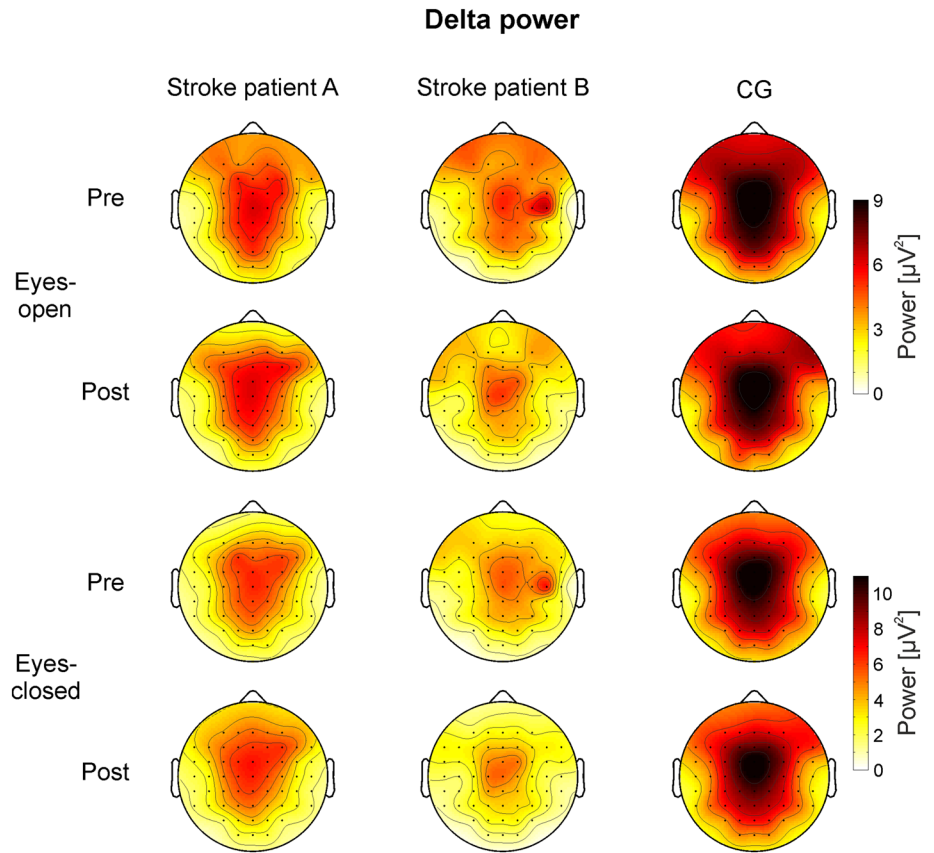 Delta power
Stroke patient A
Stroke patient B
CG
Pre
9
6
3
0
Power [µV²]
Eyes-
open
Post
Pre
10
8
6
4
2
0
Power [µV²]
Eyes-
closed
Post